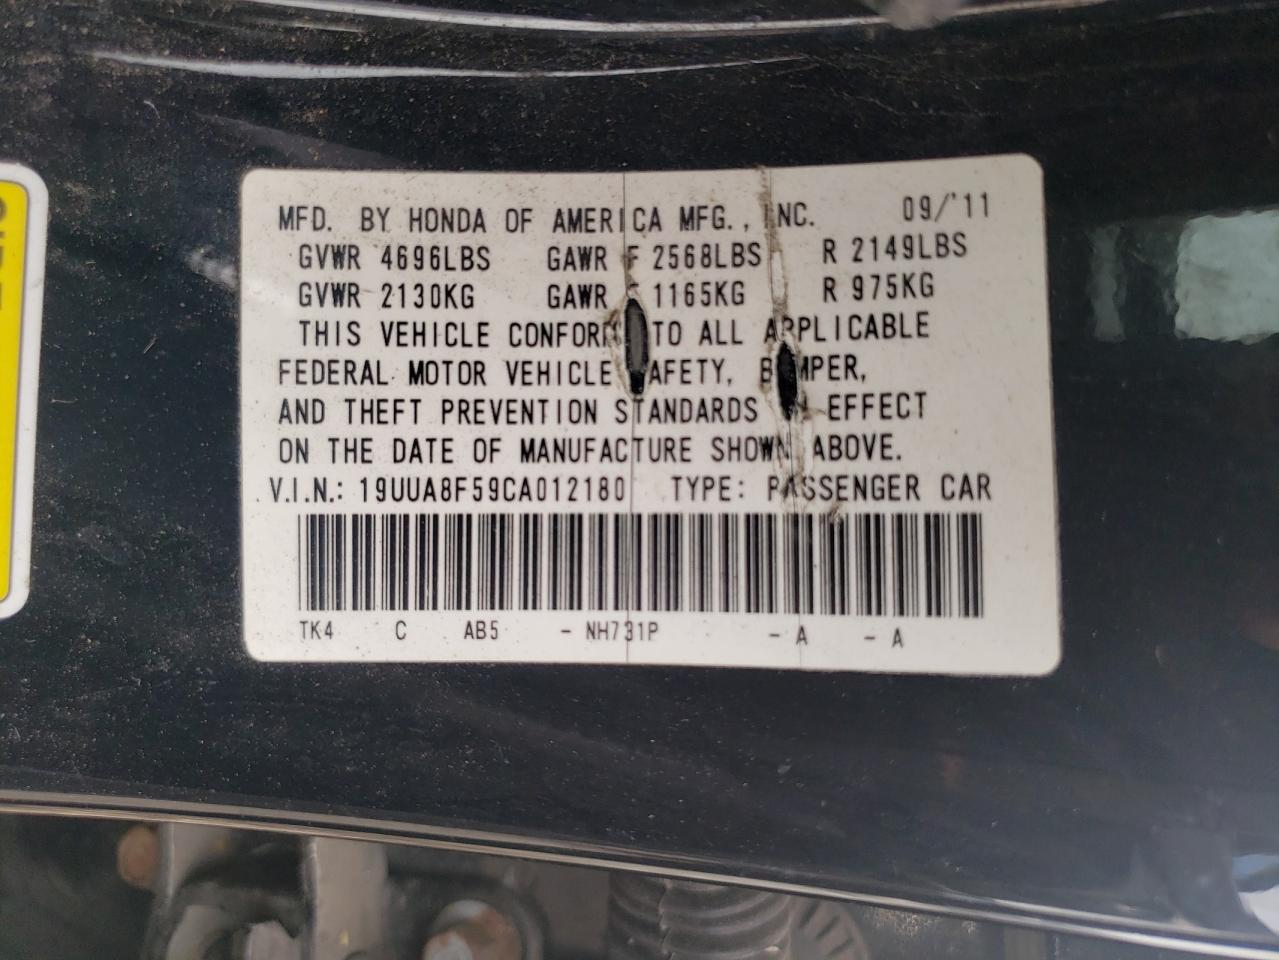 MFD. BY HONDA OF AMERICA MFG., INC. 09/'11
GVWR 4696LBS GAWR F 2568LBS R 2149LBS
GVWR 2130KG GAWR 1165KG R 975KG
THIS VEHICLE TO ALL APPLICABLE
FEDERAL MOTOR VEHICLE
AND THEFT PREVENTION STANDARDS EFFECT
ON THE DATE OF MANUFACTURE SHOWN ABOVE.
V.I.N.: 19UUA8F59CA012180 TYPE: PASSENGER CAR
TK4 C AB5 - NH731P - A - A